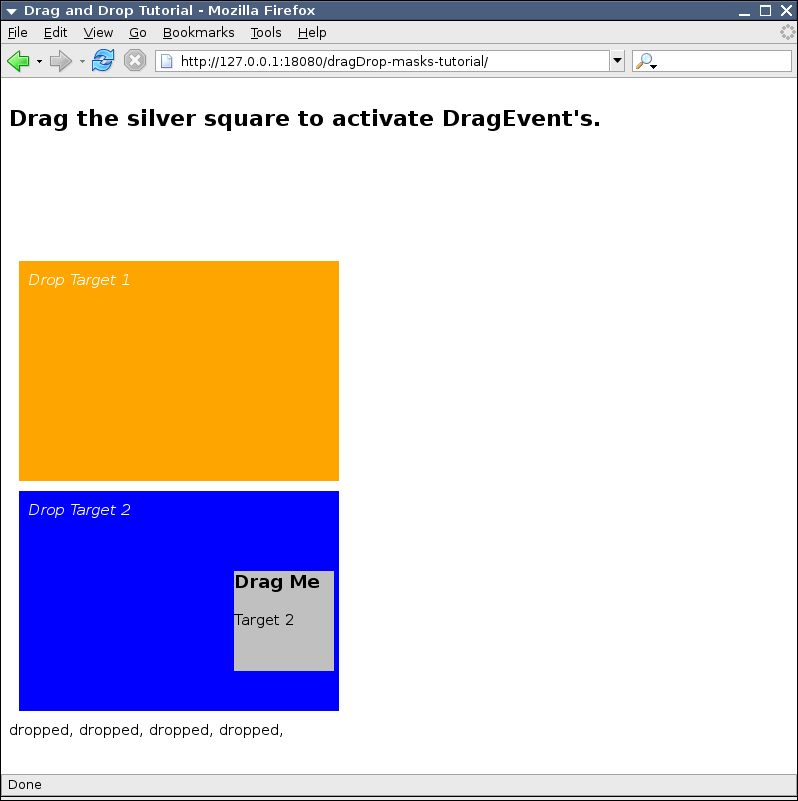 Drag and Drop Tutorial - Mozilla Firefox
File Edit View Go Bookmarks Tools Help
http://127.0.0.1:18080/dragDrop-masks-tutorial/
Drag the silver square to activate DragEvent's.
Drop Target 1
Drop Target 2
Drag Me
Target 2
dropped, dropped, dropped, dropped,
Done